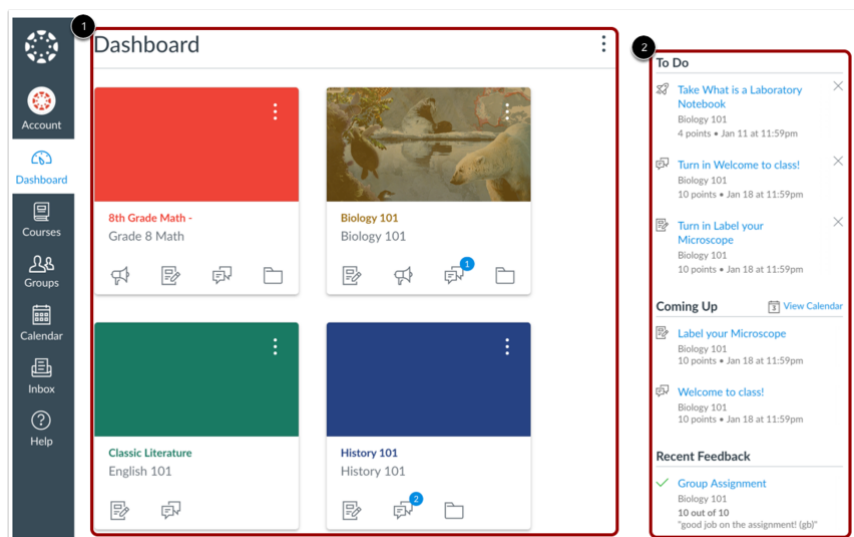 1
Dashboard
Account
Dashboard
Courses
Groups
Calendar
Inbox
Help
8th Grade Math -
Grade 8 Math
Biology 101
Biology 101
1
Classic Literature
English 101
History 101
History 101
2
2
To Do
Take What is a Laboratory
Notebook
Biology 101
4 points • Jan 11 at 11:59pm
Turn in Welcome to class!
Biology 101
10 points • Jan 18 at 11:59pm
Turn in Label your
Microscope
Biology 101
10 points • Jan 18 at 11:59pm
Coming Up 3 View Calendar
Label your Microscope
Biology 101
10 points • Jan 18 at 11:59pm
Welcome to class!
Biology 101
10 points • Jan 18 at 11:59pm
Recent Feedback
Group Assignment
Biology 101
10 out of 10
"good job on the assignment! (gb)"